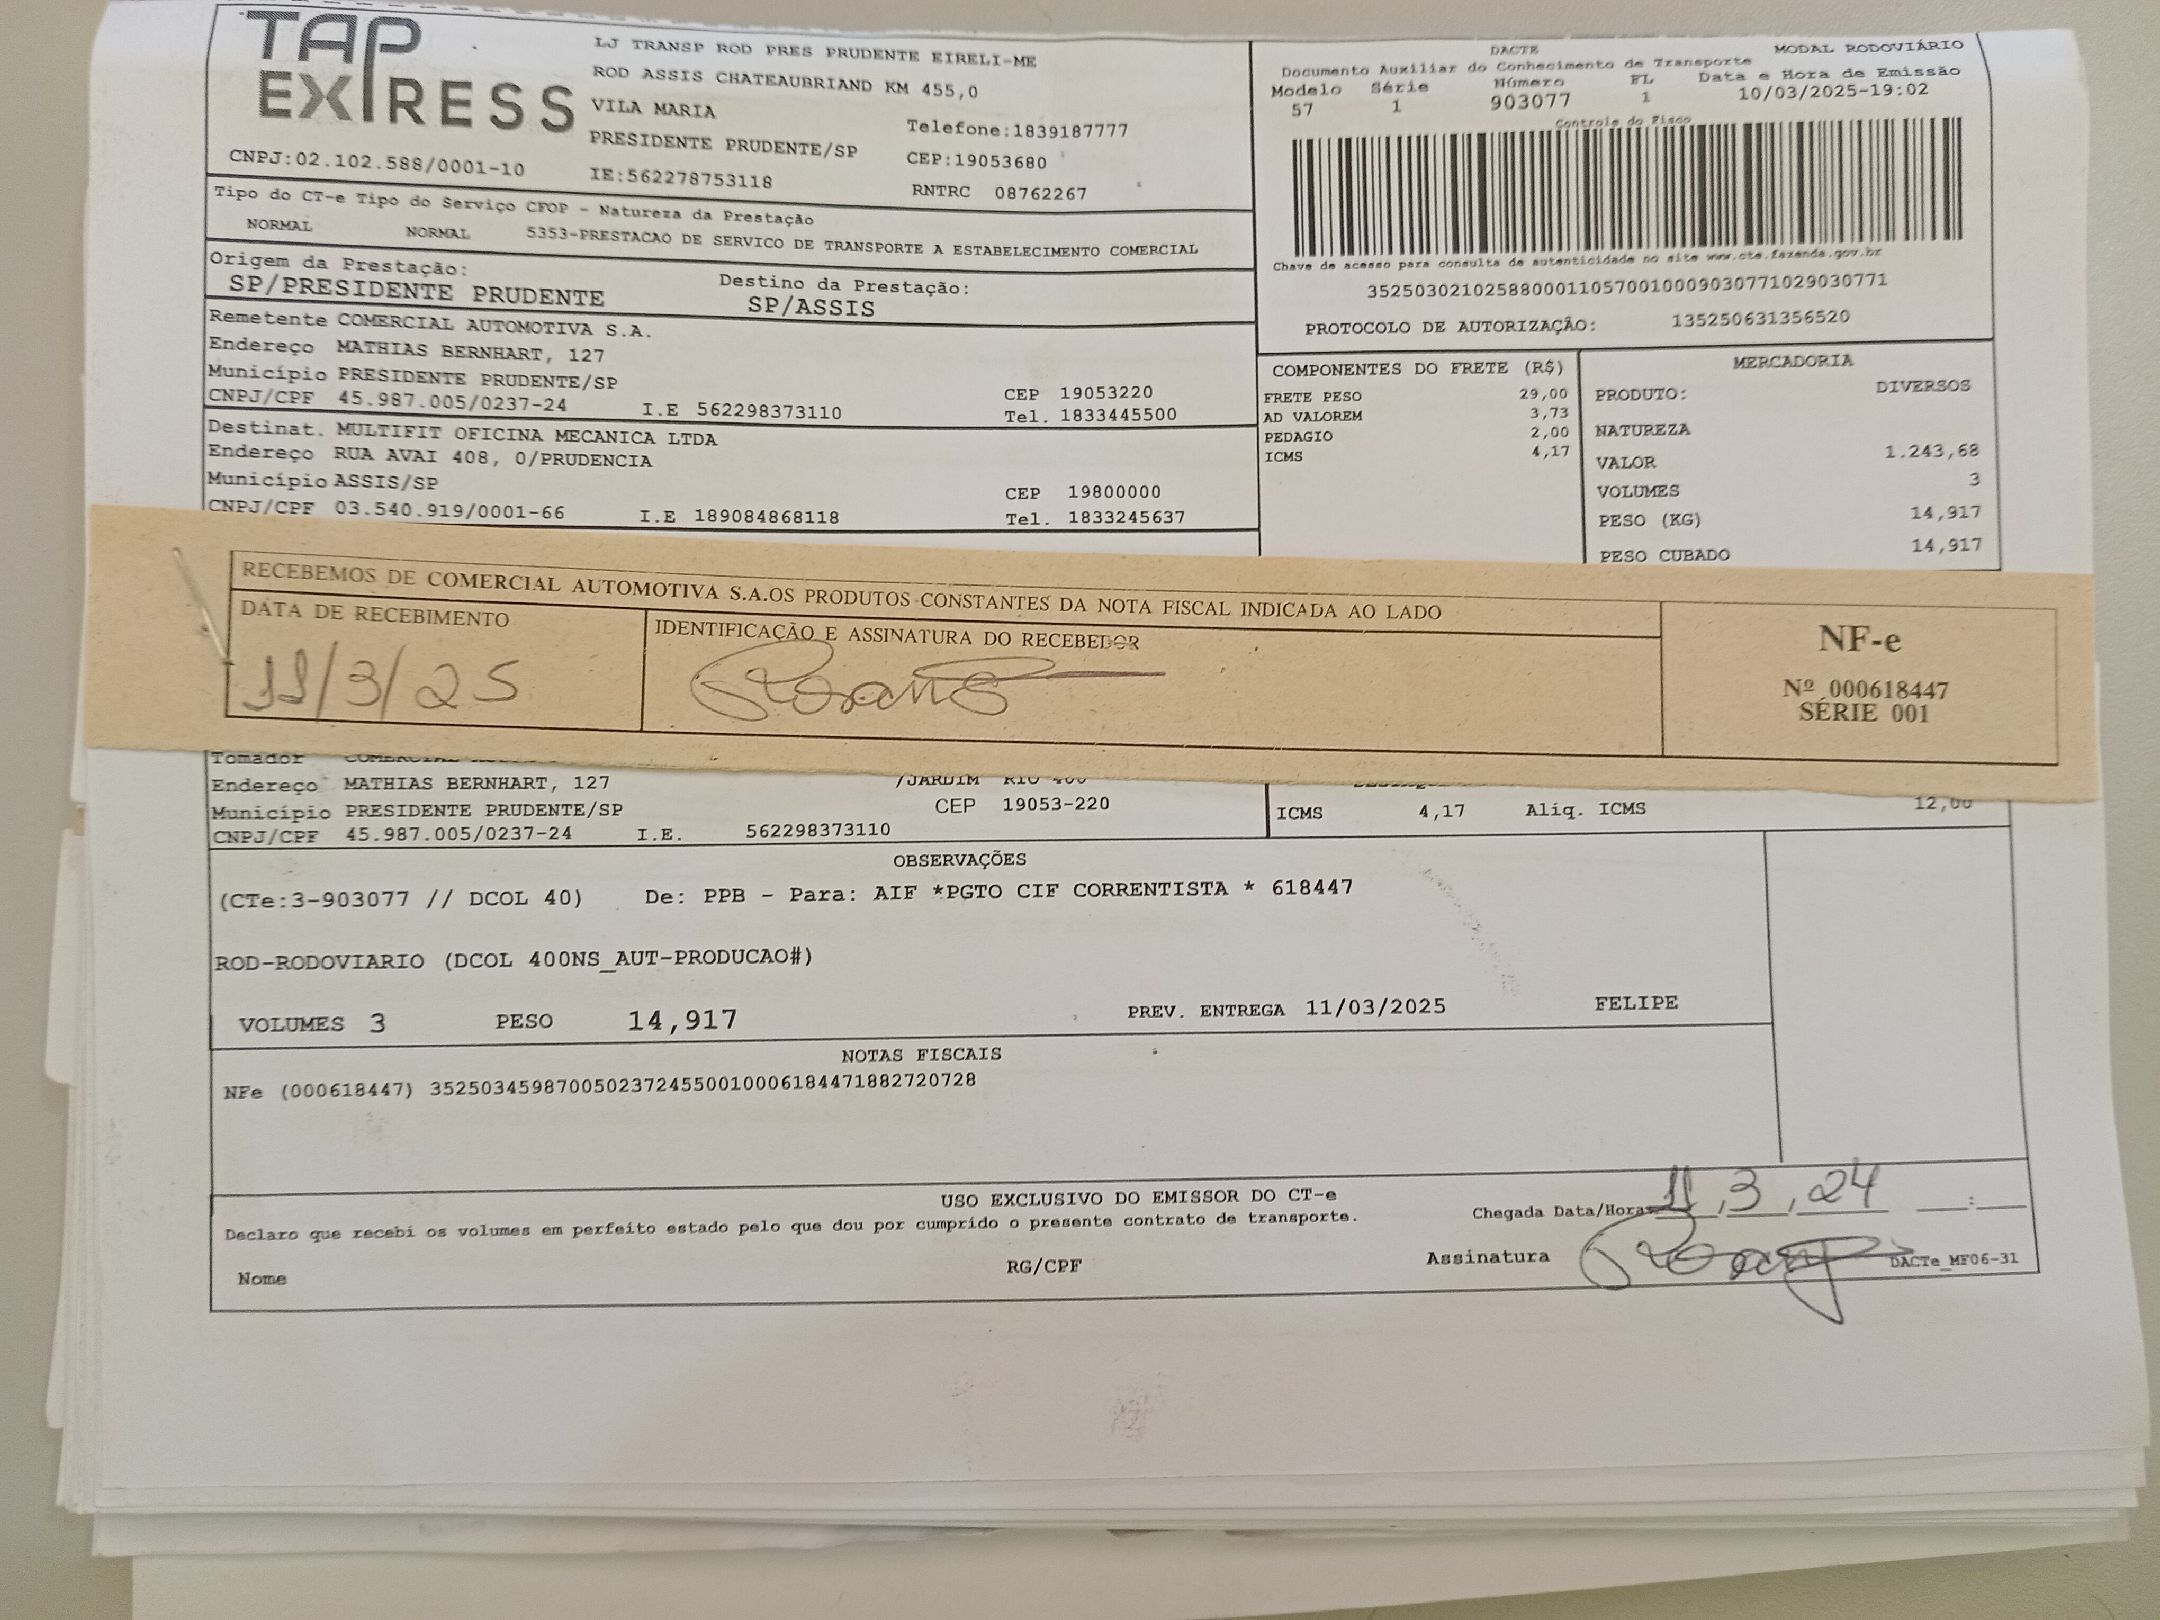 TAP EXPRESS
LJ TRANSP ROD PRES PRUDENTE EIRELI-ME
ROD ASSIS CHATEAUBRIAND KM 455,0
VILA MARIA
Telefone:1839187777
PRESIDENTE PRUDENTE/SP
CEP:19053680
CNPJ:02.102.588/0001-10
IE:562278753118
RNTRC 08762267
DACTE MODAL RODOVIÁRIO
Documento Auxiliar do Conhecimento de Transporte
Modelo Série Número FL Data e Hora de Emissão
57 1 903077 1 10/03/2025-19:02
Controle do Fisco
Chave de acesso para consulta de autenticidade no site www.cte.fazenda.gov.br
35250302102588000110570010009030771029030771
PROTOCOLO DE AUTORIZAÇÃO: 135250631356520
Tipo do CT-e Tipo do Serviço CFOP - Natureza da Prestação
NORMAL NORMAL 5353-PRESTACAO DE SERVICO DE TRANSPORTE A ESTABELECIMENTO COMERCIAL
Origem da Prestação: Destino da Prestação:
SP/PRESIDENTE PRUDENTE SP/ASSIS
Remetente COMERCIAL AUTOMOTIVA S.A.
Endereço MATHIAS BERNHART, 127
Município PRESIDENTE PRUDENTE/SP CEP 19053220
CNPJ/CPF 45.987.005/0237-24 I.E 562298373110 Tel. 1833445500
Destinat. MULTIFIT OFICINA MECANICA LTDA
Endereço RUA AVAI 408, 0/PRUDENCIA
Município ASSIS/SP CEP 19800000
CNPJ/CPF 03.540.919/0001-66 I.E 189084868118 Tel. 1833245637
COMPONENTES DO FRETE (R$)
FRETE PESO 29,00
AD VALOREM 3,73
PEDAGIO 2,00
ICMS 4,17
MERCADORIA
PRODUTO: DIVERSOS
NATUREZA
VALOR 1.243,68
VOLUMES 3
PESO (KG) 14,917
PESO CUBADO 14,917
RECEBEMOS DE COMERCIAL AUTOMOTIVA S.A.OS PRODUTOS CONSTANTES DA NOTA FISCAL INDICADA AO LADO
DATA DE RECEBIMENTO
11/3/25
IDENTIFICAÇÃO E ASSINATURA DO RECEBEDOR
NF-e
Nº 000618447
SÉRIE 001
Tomador
Endereço MATHIAS BERNHART, 127 /JARDIM RIO 400
Município PRESIDENTE PRUDENTE/SP CEP 19053-220
CNPJ/CPF 45.987.005/0237-24 I.E. 562298373110
ICMS 4,17 Aliq. ICMS 12,00
OBSERVAÇÕES
(CTe:3-903077 // DCOL 40) De: PPB - Para: AIF *PGTO CIF CORRENTISTA * 618447
ROD-RODOVIARIO (DCOL 400NS_AUT-PRODUCAO#)
VOLUMES 3 PESO 14,917 PREV. ENTREGA 11/03/2025 FELIPE
NOTAS FISCAIS
NFe (000618447) 35250345987005023724550010006184471882720728
USO EXCLUSIVO DO EMISSOR DO CT-e
Declaro que recebi os volumes em perfeito estado pelo que dou por cumprido o presente contrato de transporte.
Chegada Data/Hora 11,3,24 __:__
Nome RG/CPF Assinatura DACTe_MF06-31